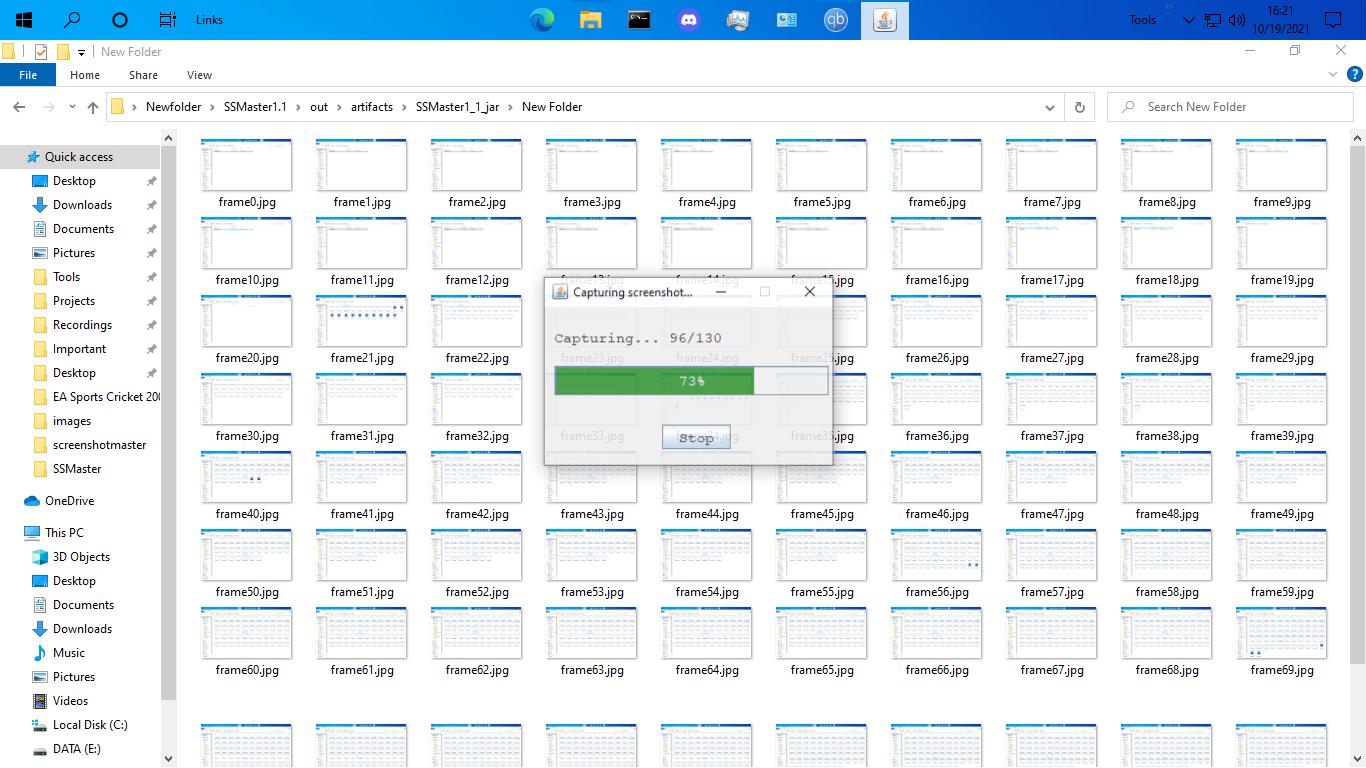 Links
Tools
16:21
10/19/2021
New Folder
File Home Share View
Newfolder SSMaster1.1 out artifacts SSMaster1_1_jar New Folder
Search New Folder
Quick access
Desktop
Downloads
Documents
Pictures
Tools
Projects
Recordings
Important
Desktop
EA Sports Cricket 200
images
screenshotmaster
SSMaster
OneDrive
This PC
3D Objects
Desktop
Documents
Downloads
Music
Pictures
Videos
Local Disk (C:)
DATA (E:)
frame0.jpg frame1.jpg frame2.jpg frame3.jpg frame4.jpg frame5.jpg frame6.jpg frame7.jpg frame8.jpg frame9.jpg
frame10.jpg frame11.jpg frame12.jpg frame13.jpg frame14.jpg frame15.jpg frame16.jpg frame17.jpg frame18.jpg frame19.jpg
frame20.jpg frame21.jpg frame22.jpg frame23.jpg frame24.jpg frame25.jpg frame26.jpg frame27.jpg frame28.jpg frame29.jpg
frame30.jpg frame31.jpg frame32.jpg frame33.jpg frame34.jpg frame35.jpg frame36.jpg frame37.jpg frame38.jpg frame39.jpg
frame40.jpg frame41.jpg frame42.jpg frame43.jpg frame44.jpg frame45.jpg frame46.jpg frame47.jpg frame48.jpg frame49.jpg
frame50.jpg frame51.jpg frame52.jpg frame53.jpg frame54.jpg frame55.jpg frame56.jpg frame57.jpg frame58.jpg frame59.jpg
frame60.jpg frame61.jpg frame62.jpg frame63.jpg frame64.jpg frame65.jpg frame66.jpg frame67.jpg frame68.jpg frame69.jpg
Capturing screenshot...
Capturing... 96/130
73%
Stop